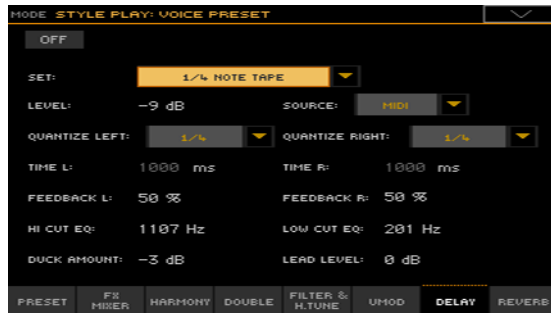 MODE STYLE PLAY: VOICE PRESET
OFF
SET: 1/4 NOTE TAPE
LEVEL: -9 dB SOURCE: MIDI
QUANTIZE LEFT: 1/4 QUANTIZE RIGHT: 1/4
TIME L: 1000 ms TIME R: 1000 ms
FEEDBACK L: 50 % FEEDBACK R: 50 %
HI CUT EQ: 1107 Hz LOW CUT EQ: 201 Hz
DUCK AMOUNT: -3 dB LEAD LEVEL: 0 dB
PRESET FX MIXER HARMONY DOUBLE FILTER & H.TUNE UMOD DELAY REVERB